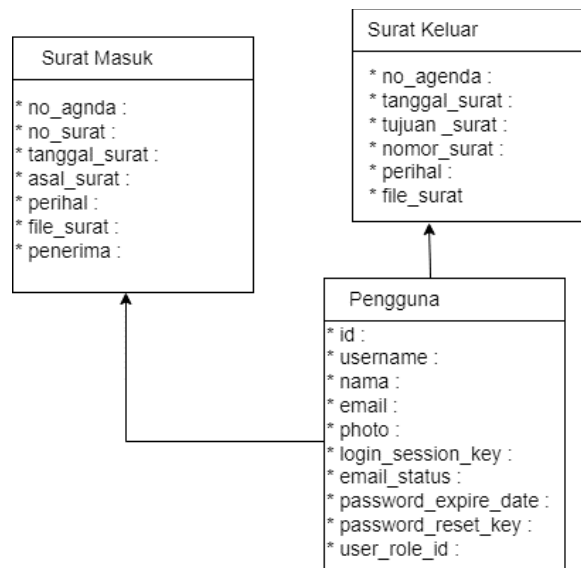 Surat Masuk
* no_agnda :
* no_surat :
* tanggal_surat :
* asal_surat :
* perihal :
* file_surat :
* penerima :
Surat Keluar
* no_agenda :
* tanggal_surat :
* tujuan _surat :
* nomor_surat :
* perihal :
* file_surat
Pengguna
* id :
* username :
* nama :
* email :
* photo :
* login_session_key :
* email_status :
* password_expire_date :
* password_reset_key :
* user_role_id :